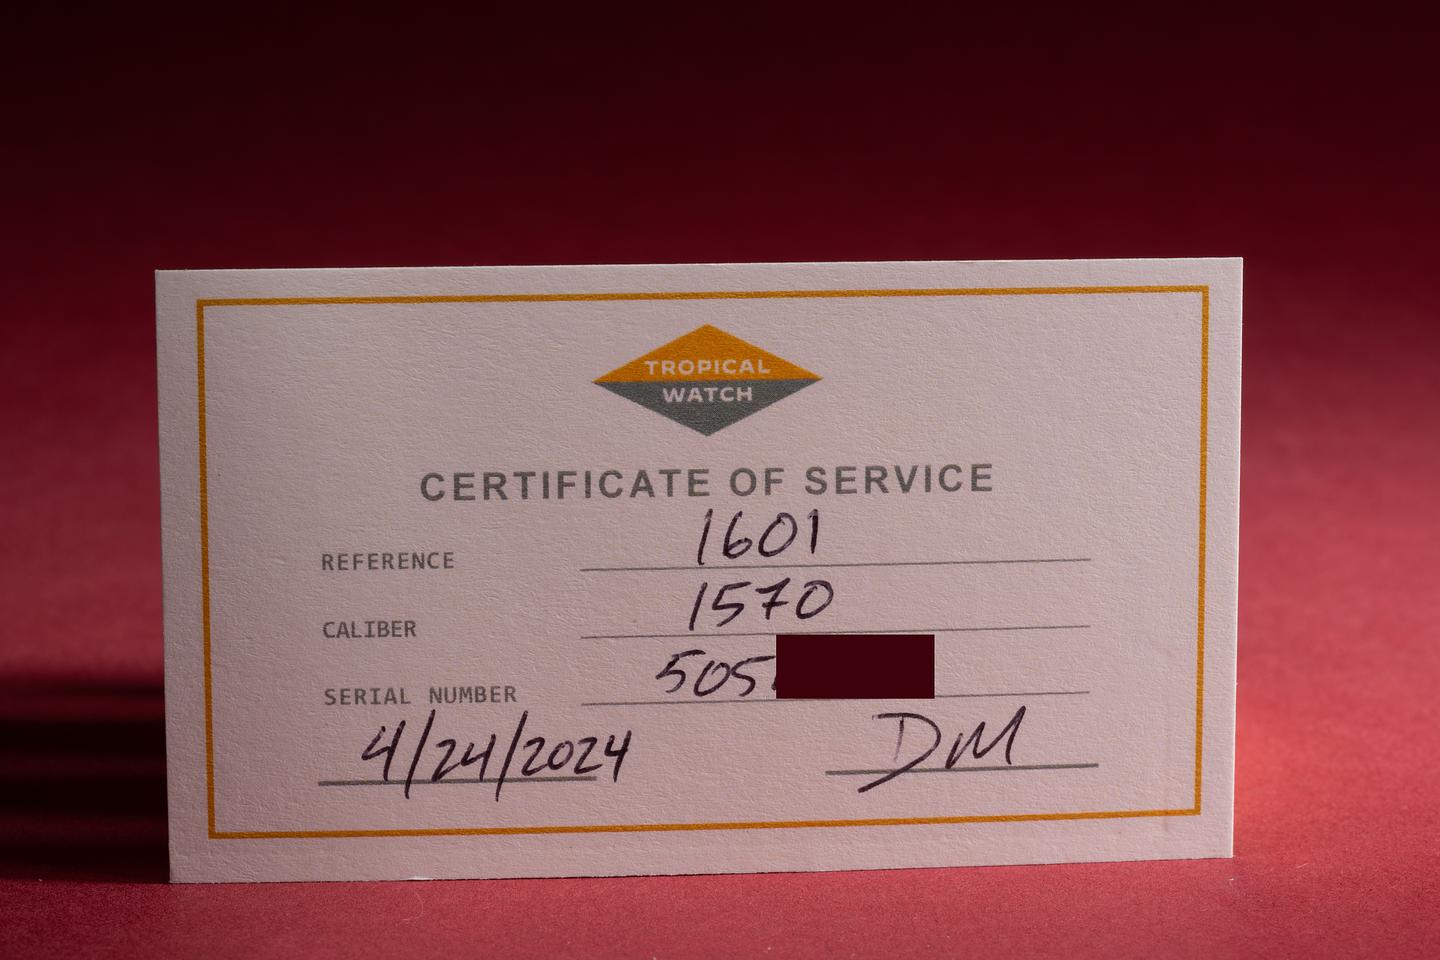 TROPICAL
WATCH
CERTIFICATE OF SERVICE
REFERENCE 1601
CALIBER 1570
SERIAL NUMBER 505
4/24/2024 DM